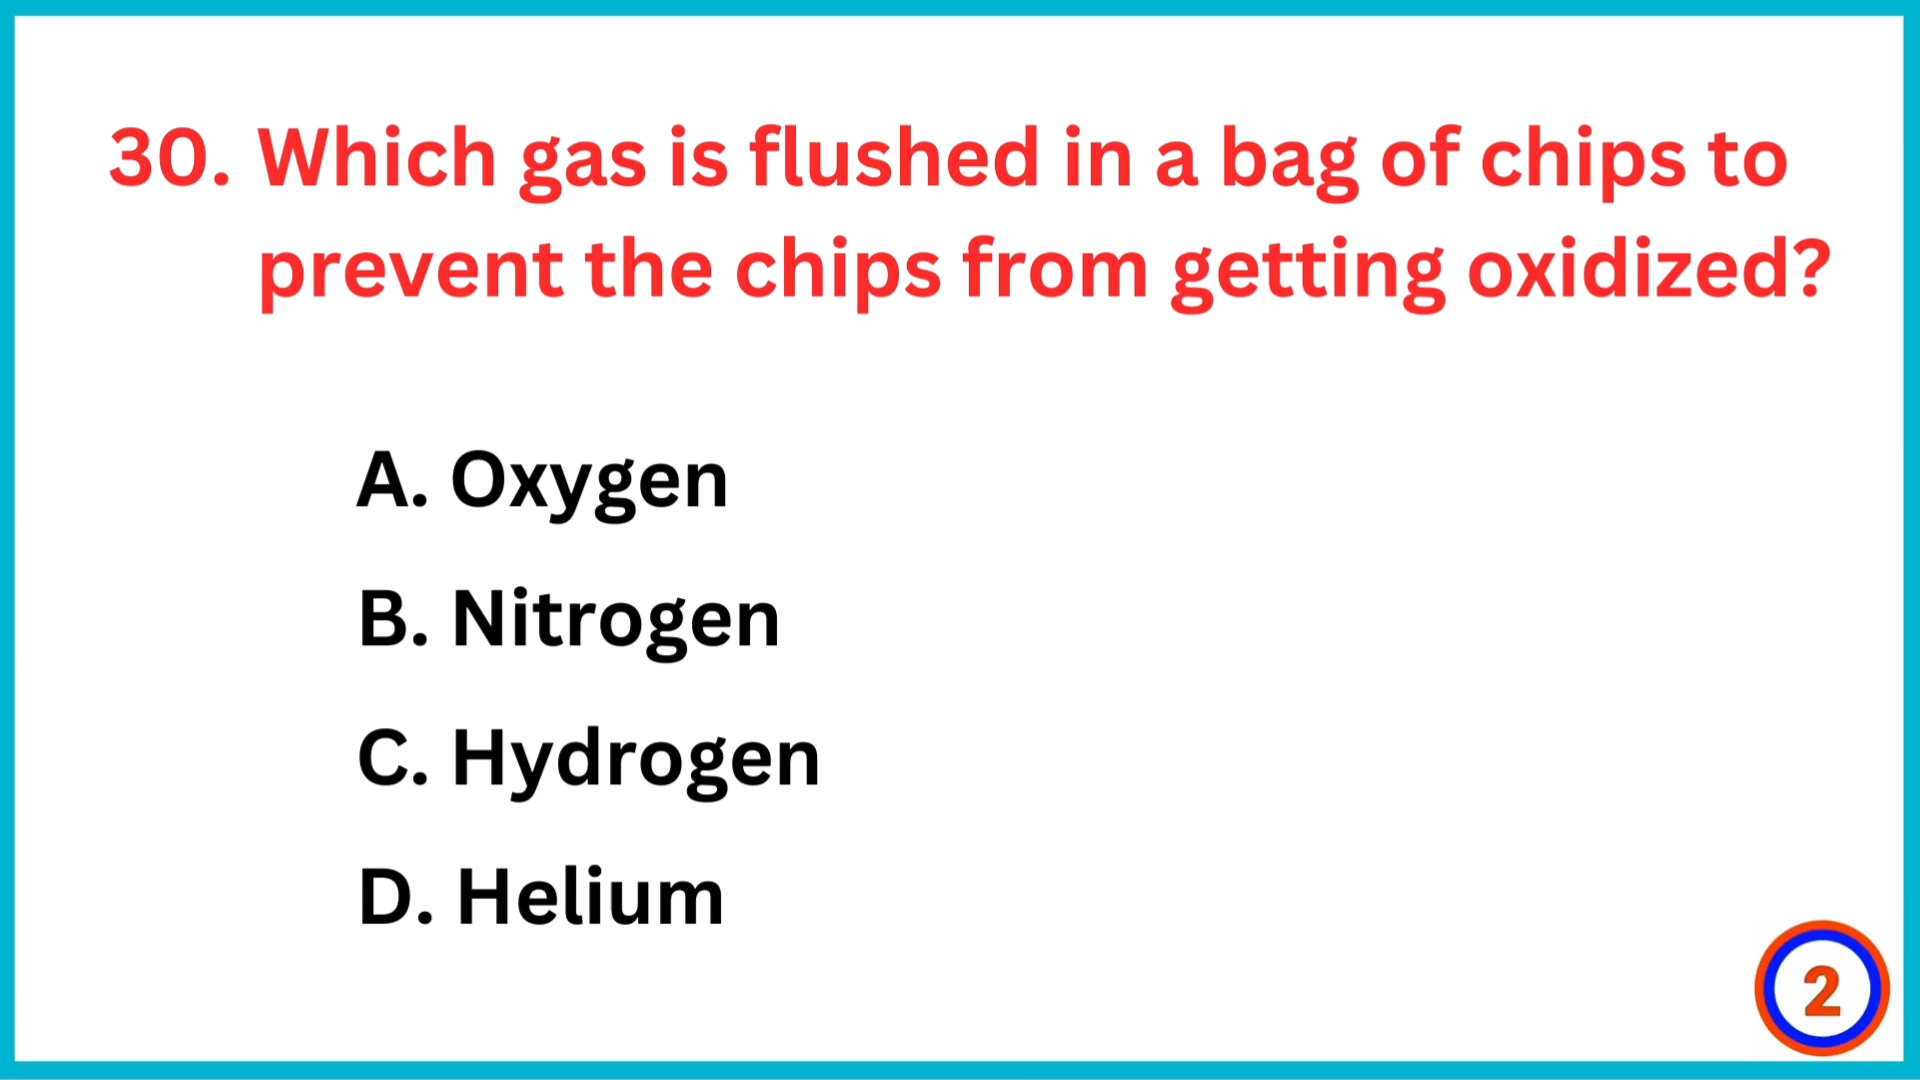 30. Which gas is flushed in a bag of chips to
prevent the chips from getting oxidized?
A. Oxygen
B. Nitrogen
C. Hydrogen
D. Helium
2